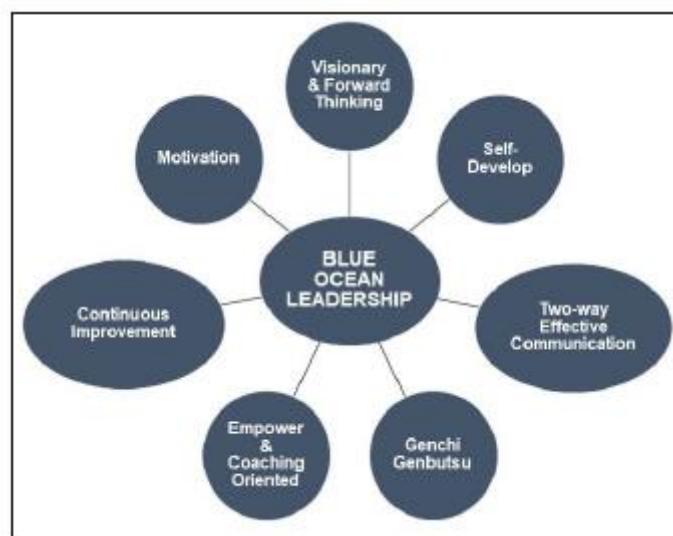 Visionary
& Forward
Thinking
Motivation
Self-
Develop
BLUE
OCEAN
LEADERSHIP
Continuous
Improvement
Two-way
Effective
Communication
Empower
&
Coaching
Oriented
Genchi
Genbutsu